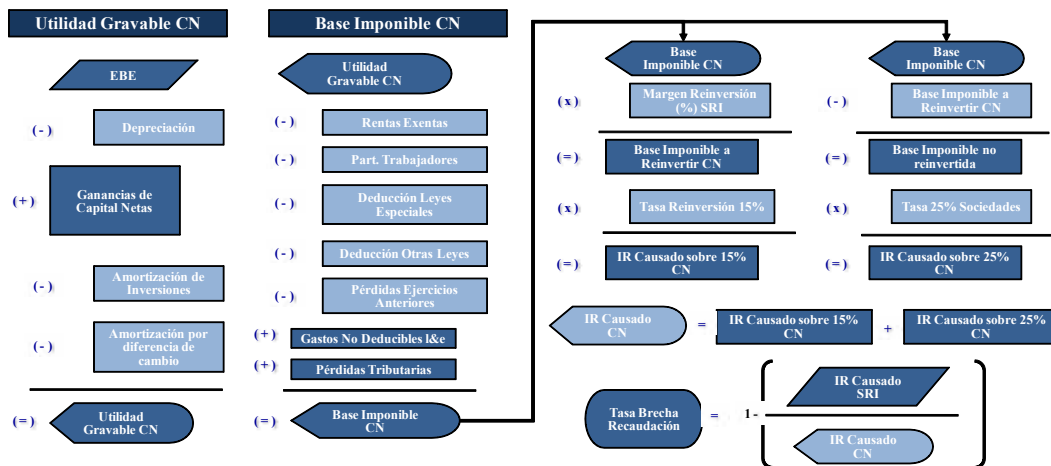 Utilidad Gravable CN
EBE
(-)
Depreciación
(+)
Ganancias de
Capital Netas
(-)
Amortización de
Inversiones
(-)
Amortización por
diferencia de
cambio
(=)
Utilidad
Gravable CN
Base Imponible CN
Utilidad
Gravable CN
(-)
Rentas Exentas
(-)
Part. Trabajadores
(-)
Deducción Leyes
Especiales
(-)
Deducción Otras Leyes
(-)
Pérdidas Ejercicios
Anteriores
(+)
Gastos No Deducibles l&e
(+)
Pérdidas Tributarias
(=)
Base Imponible
CN
Base
Imponible CN
(x)
Margen Reinversión
(%) SRI
(=)
Base Imponible a
Reinvertir CN
(x)
Tasa Reinversión 15%
(=)
IR Causado sobre 15%
CN
Base
Imponible CN
(-)
Base Imponible a
Reinvertir CN
(=)
Base Imponible no
reinvertida
(x)
Tasa 25% Sociedades
(=)
IR Causado sobre 25%
CN
IR Causado
CN
=
IR Causado sobre 15%
CN
+
IR Causado sobre 25%
CN
Tasa Brecha
Recaudación
=
1-
IR Causado
SRI
IR Causado
CN